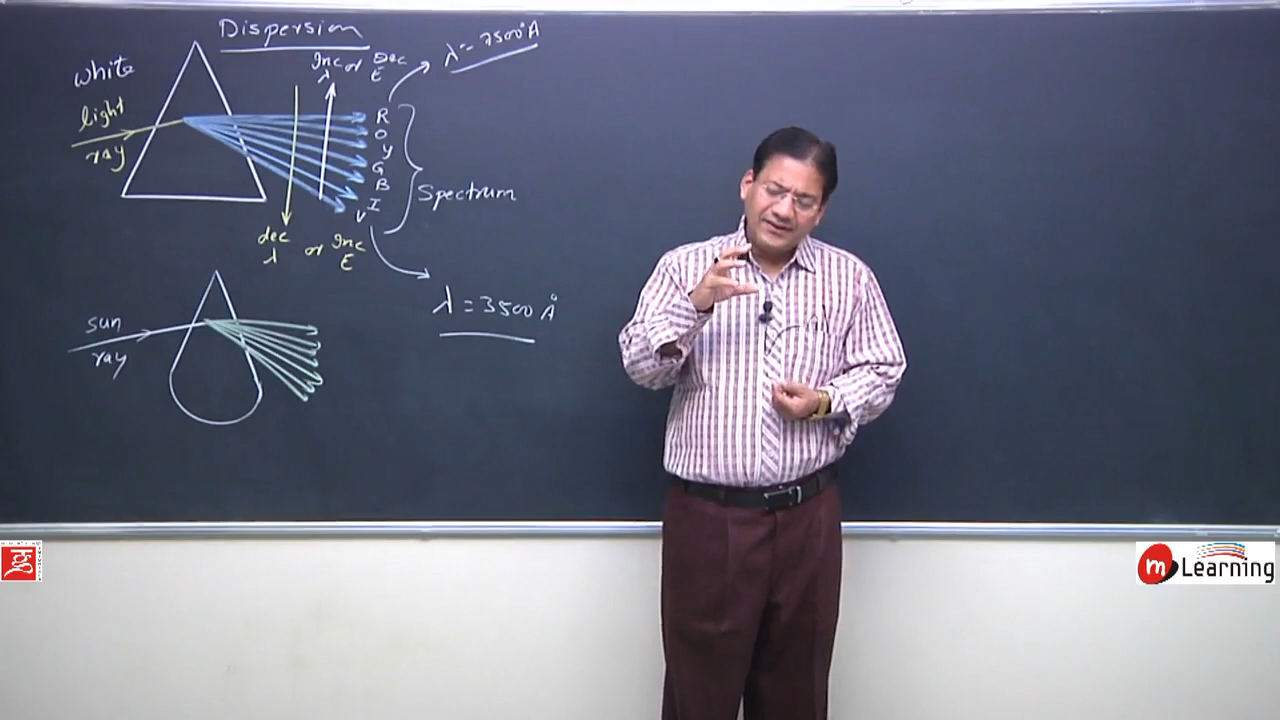 Dispersion
white
light
ray
Inc or Dec
λ E
λ = 7500 Å
R
O
Y
G
B
I
V
Spectrum
dec or Inc
λ E
λ = 3500 Å
sun
ray
m Learning